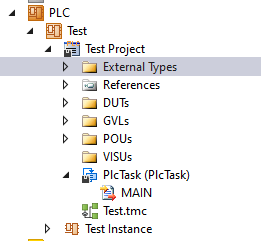 PLC
Test
Test Project
External Types
References
DUTs
GVLs
POUs
VISUs
PlcTask (PlcTask)
MAIN
Test.tmc
Test Instance